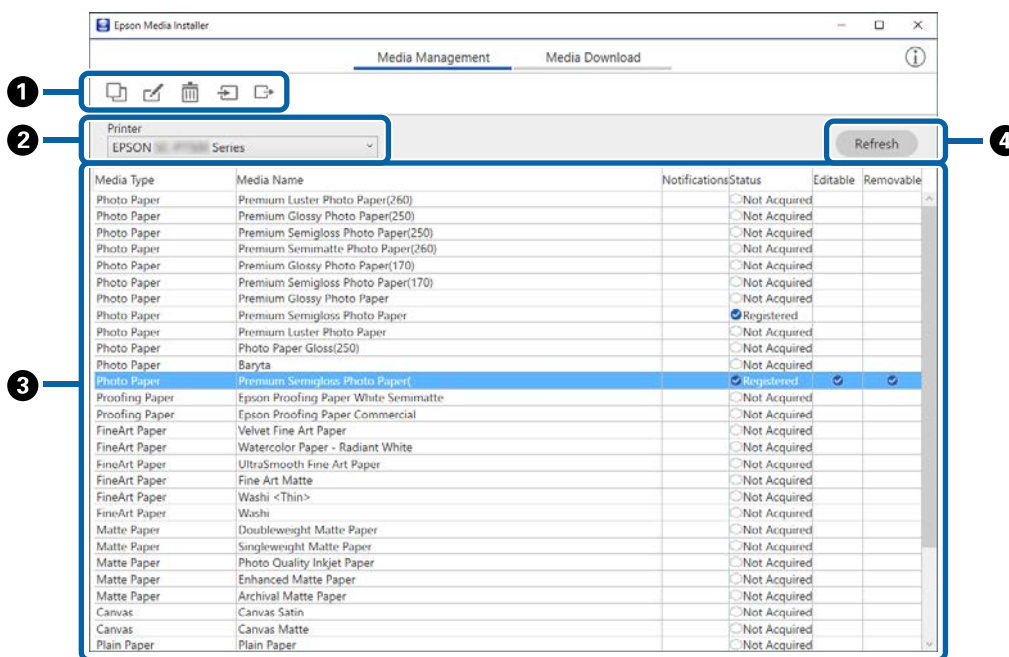 Epson Media Installer
Media Management Media Download
1
2 Printer
EPSON Series Refresh 4
Media Type Media Name Notifications Status Editable Removable
Photo Paper Premium Luster Photo Paper(260) Not Acquired
Photo Paper Premium Glossy Photo Paper(250) Not Acquired
Photo Paper Premium Semigloss Photo Paper(250) Not Acquired
Photo Paper Premium Semimatte Photo Paper(260) Not Acquired
Photo Paper Premium Glossy Photo Paper(170) Not Acquired
Photo Paper Premium Semigloss Photo Paper(170) Not Acquired
Photo Paper Premium Glossy Photo Paper Not Acquired
Photo Paper Premium Semigloss Photo Paper Registered
Photo Paper Premium Luster Photo Paper Not Acquired
Photo Paper Photo Paper Gloss(250) Not Acquired
Photo Paper Baryta Not Acquired
3 Photo Paper Premium Semigloss Photo Paper( Registered
Proofing Paper Epson Proofing Paper White Semimatte Not Acquired
Proofing Paper Epson Proofing Paper Commercial Not Acquired
FineArt Paper Velvet Fine Art Paper Not Acquired
FineArt Paper Watercolor Paper - Radiant White Not Acquired
FineArt Paper UltraSmooth Fine Art Paper Not Acquired
FineArt Paper Fine Art Matte Not Acquired
FineArt Paper Washi <Thin> Not Acquired
FineArt Paper Washi Not Acquired
Matte Paper Doubleweight Matte Paper Not Acquired
Matte Paper Singleweight Matte Paper Not Acquired
Matte Paper Photo Quality Inkjet Paper Not Acquired
Matte Paper Enhanced Matte Paper Not Acquired
Matte Paper Archival Matte Paper Not Acquired
Canvas Canvas Satin Not Acquired
Canvas Canvas Matte Not Acquired
Plain Paper Plain Paper Not Acquired